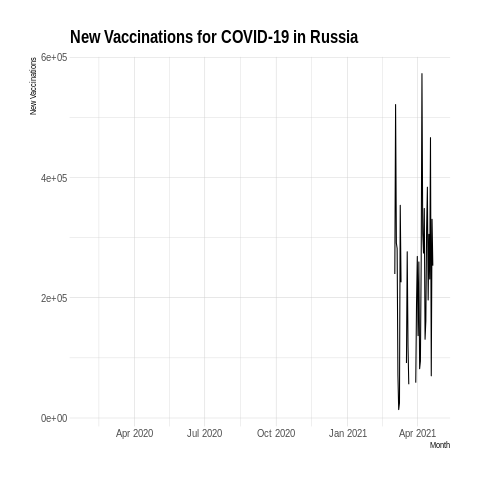 New Vaccinations for COVID-19 in Russia
New Vaccinations
6e+05
4e+05
2e+05
0e+00
Apr 2020 Jul 2020 Oct 2020 Jan 2021 Apr 2021
Month